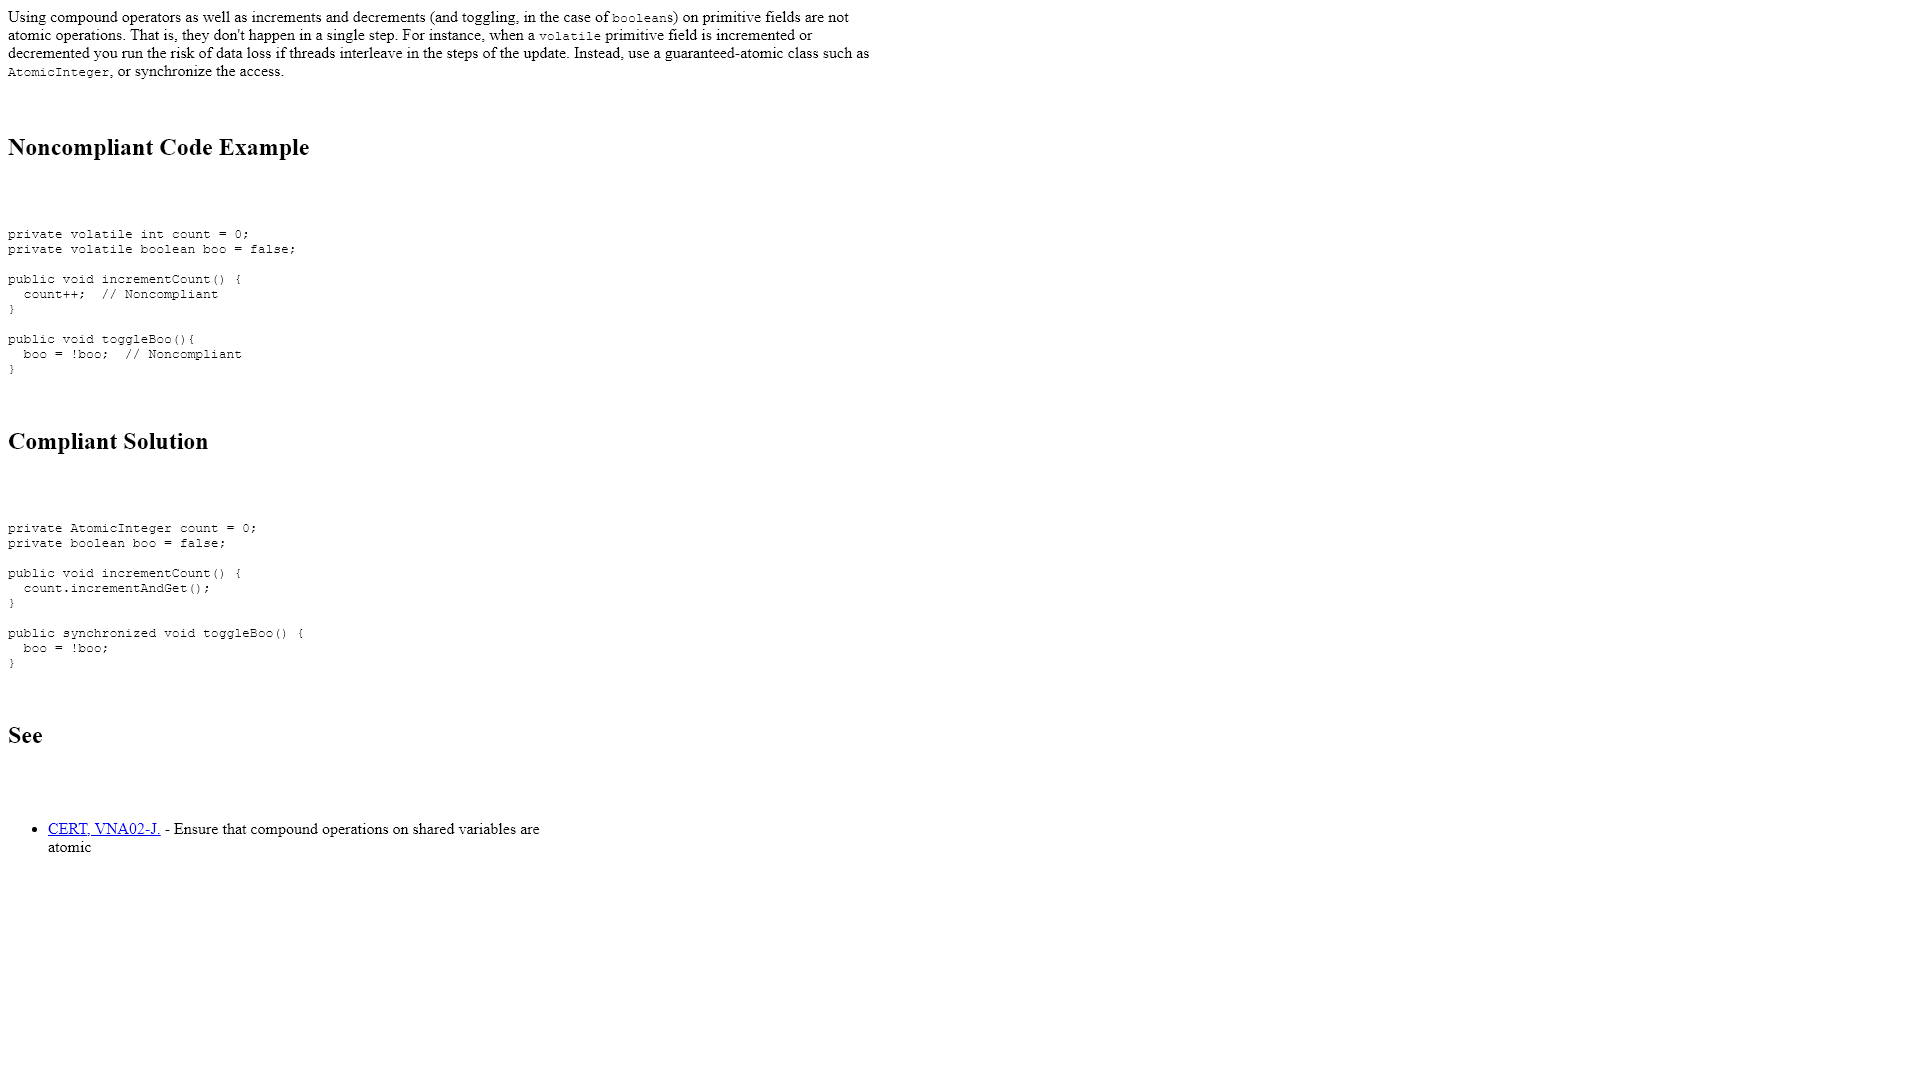 Using compound operators as well as increments and decrements (and toggling, in the case of booleans) on primitive fields are not
atomic operations. That is, they don't happen in a single step. For instance, when a volatile primitive field is incremented or
decremented you run the risk of data loss if threads interleave in the steps of the update. Instead, use a guaranteed-atomic class such as
AtomicInteger, or synchronize the access.
Noncompliant Code Example
private volatile int count = 0;
private volatile boolean boo = false;
public void incrementCount() {
  count++;  // Noncompliant
}
public void toggleBoo(){
  boo = !boo;  // Noncompliant
}
Compliant Solution
private AtomicInteger count = 0;
private boolean boo = false;
public void incrementCount() {
  count.incrementAndGet();
}
public synchronized void toggleBoo() {
  boo = !boo;
}
See
• CERT, VNA02-J. - Ensure that compound operations on shared variables are
atomic